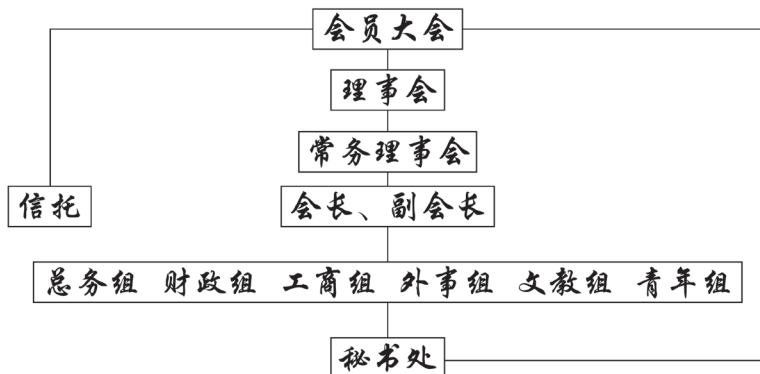 会员大会
理事会
常务理事会
信托
会长、副会长
总务组 财政组 工商组 外事组 文教组 青年组
秘书处